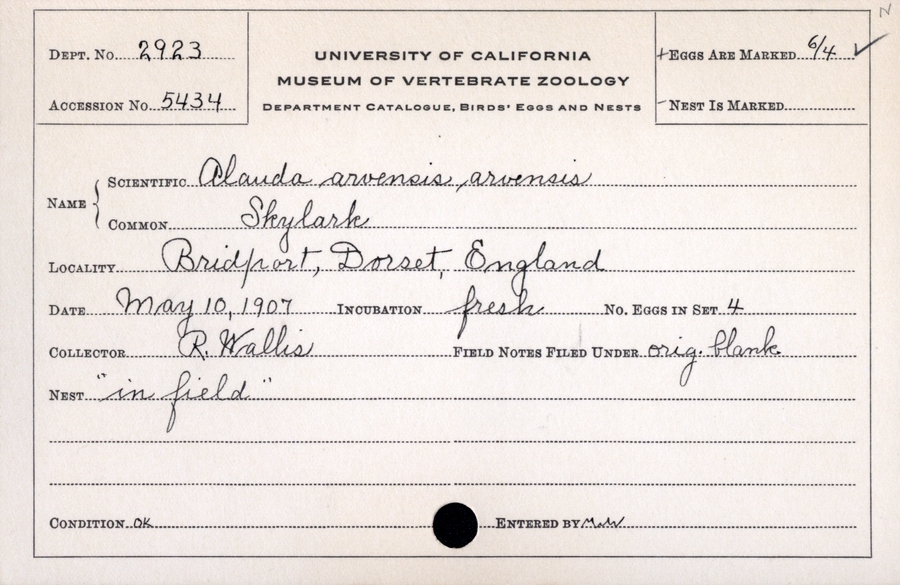 N
DEPT. No. 2923
UNIVERSITY OF CALIFORNIA
+EGGS ARE MARKED 6/4 ✓
MUSEUM OF VERTEBRATE ZOOLOGY
ACCESSION No. 5434
DEPARTMENT CATALOGUE, BIRDS' EGGS AND NESTS
-NEST IS MARKED
NAME { SCIENTIFIC Alauda arvensis arvensis
COMMON Skylark
LOCALITY Bridport, Dorset, England
DATE May 10, 1907 INCUBATION fresh No. EGGS IN SET 4
COLLECTOR R. Wallis FIELD NOTES FILED UNDER orig. blank
NEST "in field"
CONDITION OK ENTERED BY